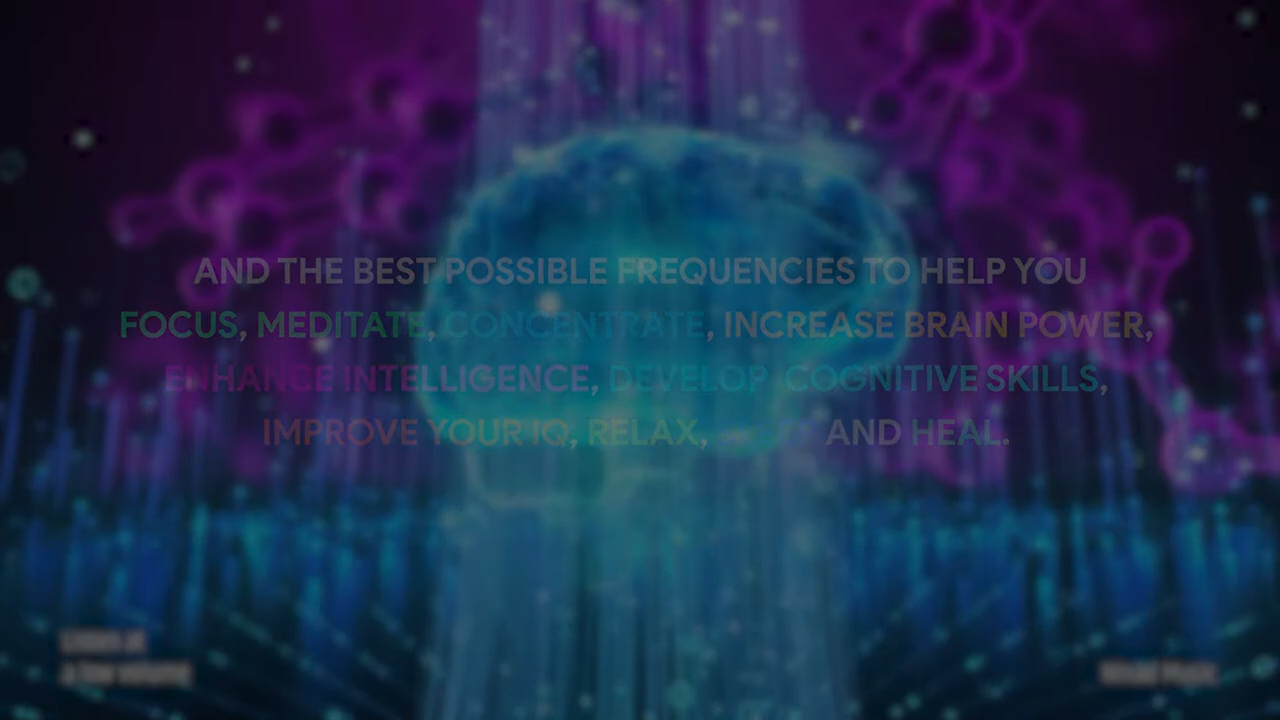 AND THE BEST POSSIBLE FREQUENCIES TO HELP YOU
FOCUS, MEDITATE, CONCENTRATE, INCREASE BRAIN POWER,
ENHANCE INTELLIGENCE, DEVELOP COGNITIVE SKILLS,
IMPROVE YOUR IQ, RELAX, AND HEAL.